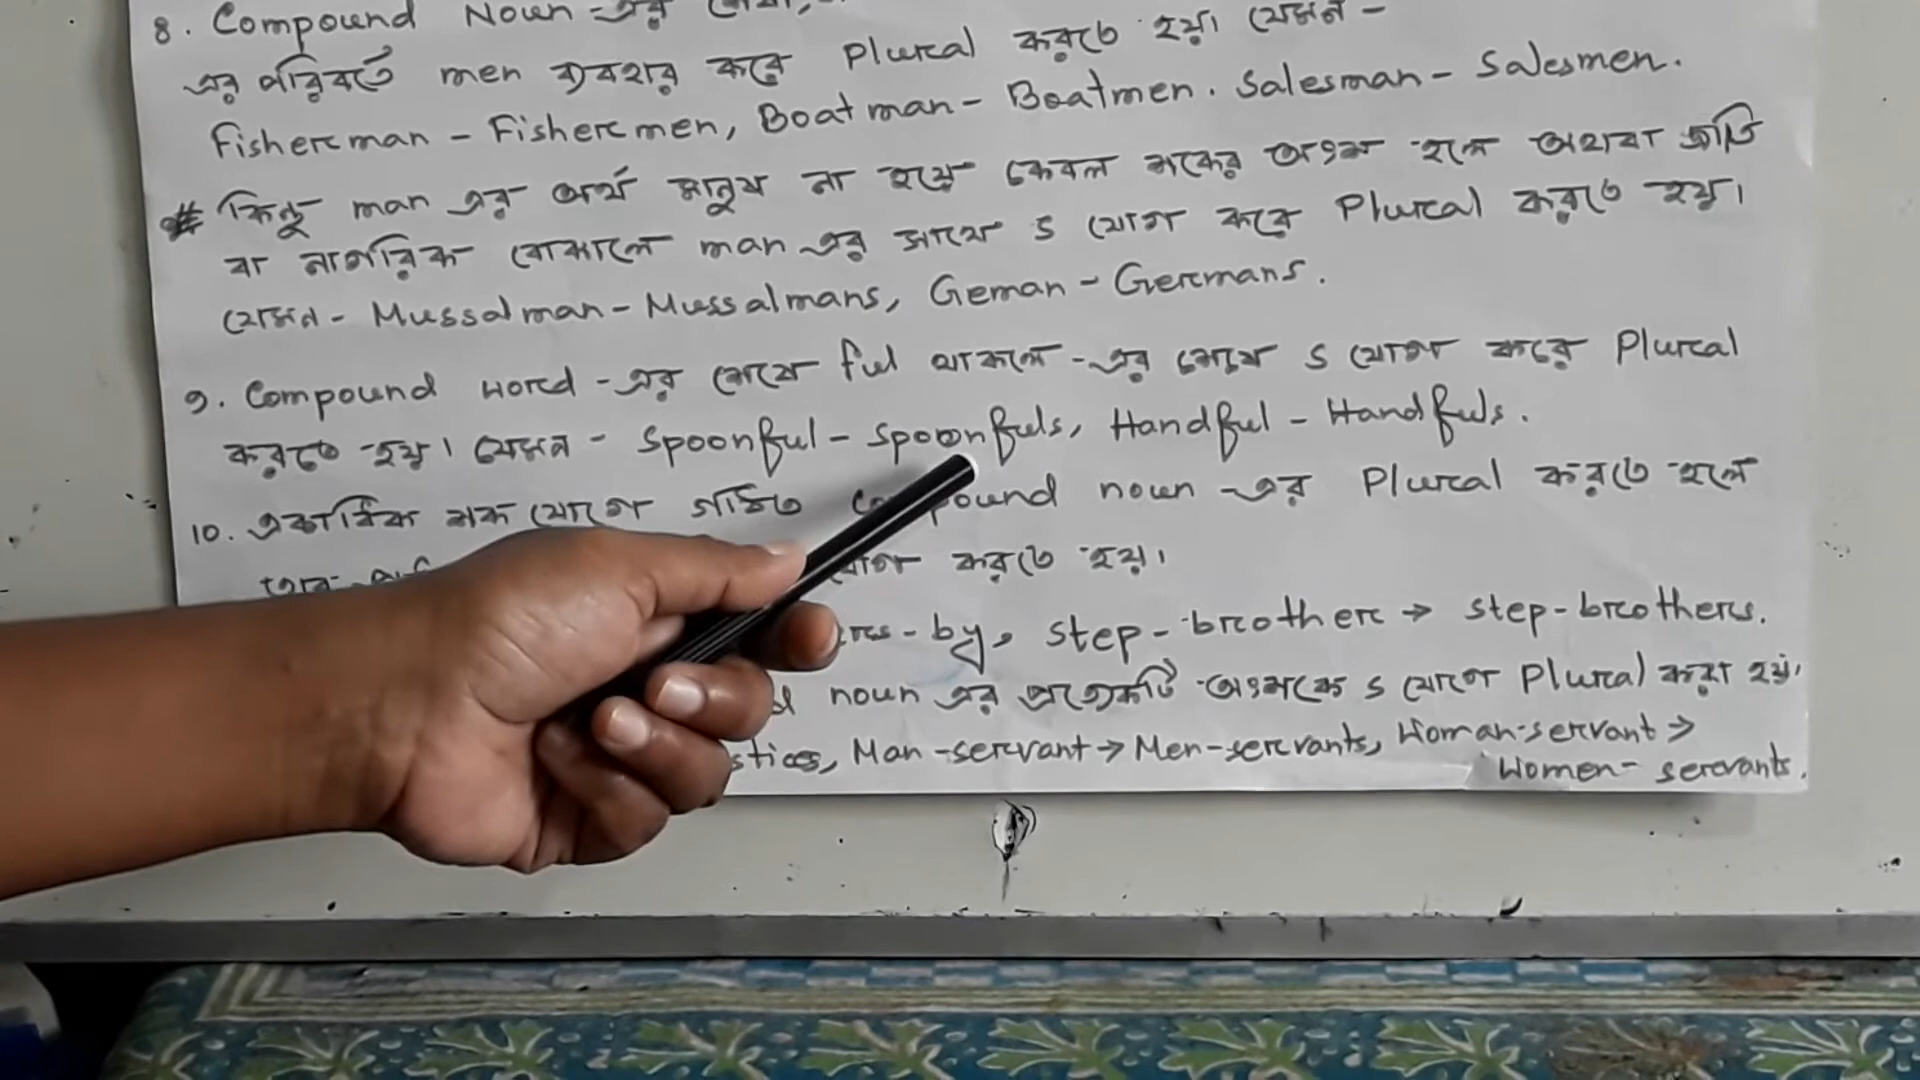 8. Compound Noun-এর
এর পরিবর্তে men ব্যবহার করে Plural করতে হয়। যেমন -
Fisherman - Fishermen, Boatman - Boatmen. Salesman - Salesmen.
# কিন্তু man এর অর্থ মানুষ না হয়ে কেবল শব্দের অংশ হলে অথবা জাতি
বা নাগরিক বোঝালে man এর সাথে s যোগ করে Plural করতে হয়।
যেমন - Mussalman - Mussalmans, Geman - Germans.
9. Compound word - এর শেষে ful থাকলে - এর শেষে s যোগ করে Plural
করতে হয়। যেমন - Spoonful - Spoonfuls, Handful - Handfuls.
10. একাধিক শব্দ যোগে গঠিত Compound noun - এর Plural করতে হলে
যোগ করতে হয়।
by, Step-brother → step-brothers.
noun এর প্রত্যেকটি অংশকে s যোগে Plural করা হয়।
Man-servant → Men-servants, Woman-servant →
Women-servants.